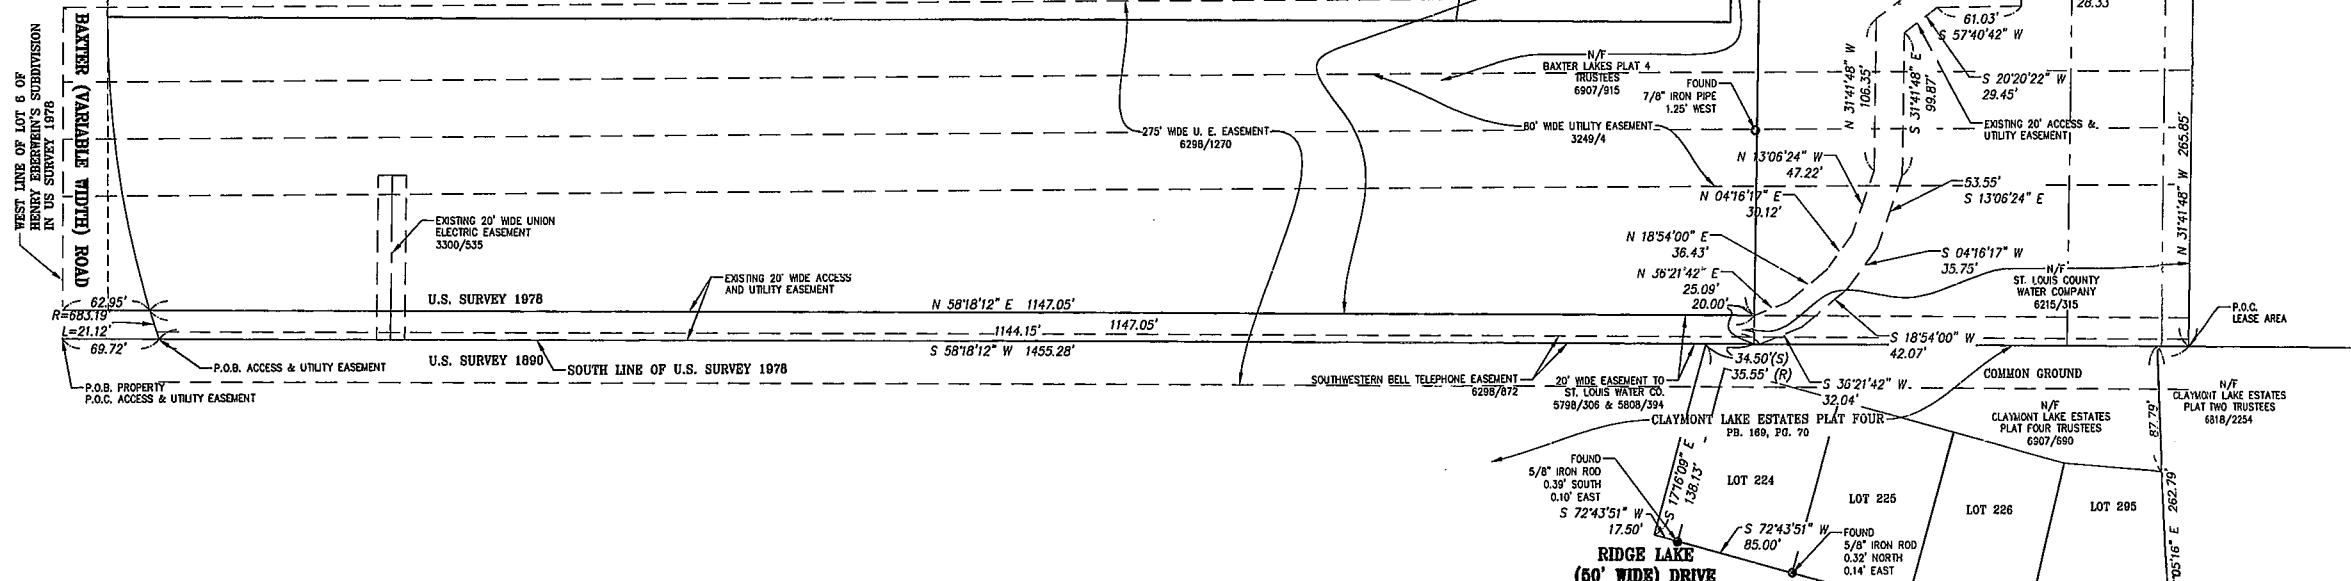 WEST LINE OF LOT 6 OF
HENRY EBERWEIN'S SUBDIVISION
IN US SURVEY 1978
BAXTER (VARIABLE WIDTH) ROAD
62.95'
R=683.19'
L=21.12'
69.72'
P.O.B. PROPERTY
P.O.C. ACCESS & UTILITY EASEMENT
P.O.B. ACCESS & UTILITY EASEMENT
EXISTING 20' WIDE UNION
ELECTRIC EASEMENT
3300/535
U.S. SURVEY 1978
U.S. SURVEY 1890
SOUTH LINE OF U.S. SURVEY 1978
EXISTING 20' WIDE ACCESS
AND UTILITY EASEMENT
N 58°18'12" E 1147.05'
1144.15'
1147.05'
S 58°18'12" W 1455.28'
275' WIDE U. E. EASEMENT
6298/1270
N/F
BAXTER LAKES PLAT 4
TRUSTEES
6907/915
80' WIDE UTILITY EASEMENT
3249/4
FOUND
7/8" IRON PIPE
1.25' WEST
N 31°41'48" W
106.35'
S 31°41'48" E
99.87'
61.03'
S 57°40'42" W
28.33'
S 20°20'22" W
29.45'
EXISTING 20' ACCESS &
UTILITY EASEMENT
N 13°06'24" W
47.22'
53.55'
S 13°06'24" E
N 04°16'17" E
30.12'
N 18°54'00" E
36.43'
N 36°21'42" E
25.09'
20.00'
S 04°16'17" W
35.75'
N/F
ST. LOUIS COUNTY
WATER COMPANY
6215/315
N 31°41'48" W 265.85'
P.O.C.
LEASE AREA
S 18°54'00" W
42.07'
34.50'(S)
35.55' (R)
S 36°21'42" W
32.04'
COMMON GROUND
SOUTHWESTERN BELL TELEPHONE EASEMENT
6298/872
20' WIDE EASEMENT TO
ST. LOUIS WATER CO.
5798/306 & 5808/394
CLAYMONT LAKE ESTATES PLAT FOUR
PB. 169, PG. 70
N/F
CLAYMONT LAKE ESTATES
PLAT FOUR TRUSTEES
6907/690
N/F
CLAYMONT LAKE ESTATES
PLAT TWO TRUSTEES
6818/2254
87.79'
FOUND
5/8" IRON ROD
0.39' SOUTH
0.10' EAST
S 72°43'51" W
17.50'
S 17°16'09" E
138.13'
LOT 224
LOT 225
LOT 226
LOT 295
S 72°43'51" W
85.00'
FOUND
5/8" IRON ROD
0.32' NORTH
0.14' EAST
RIDGE LAKE
(50' WIDE) DRIVE
05'16" E 262.79'